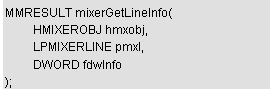 MMRESULT mixerGetLineInfo(
HMIXEROBJ hmxobj,
LPMIXERLINE pmxl,
DWORD fdwInfo
);